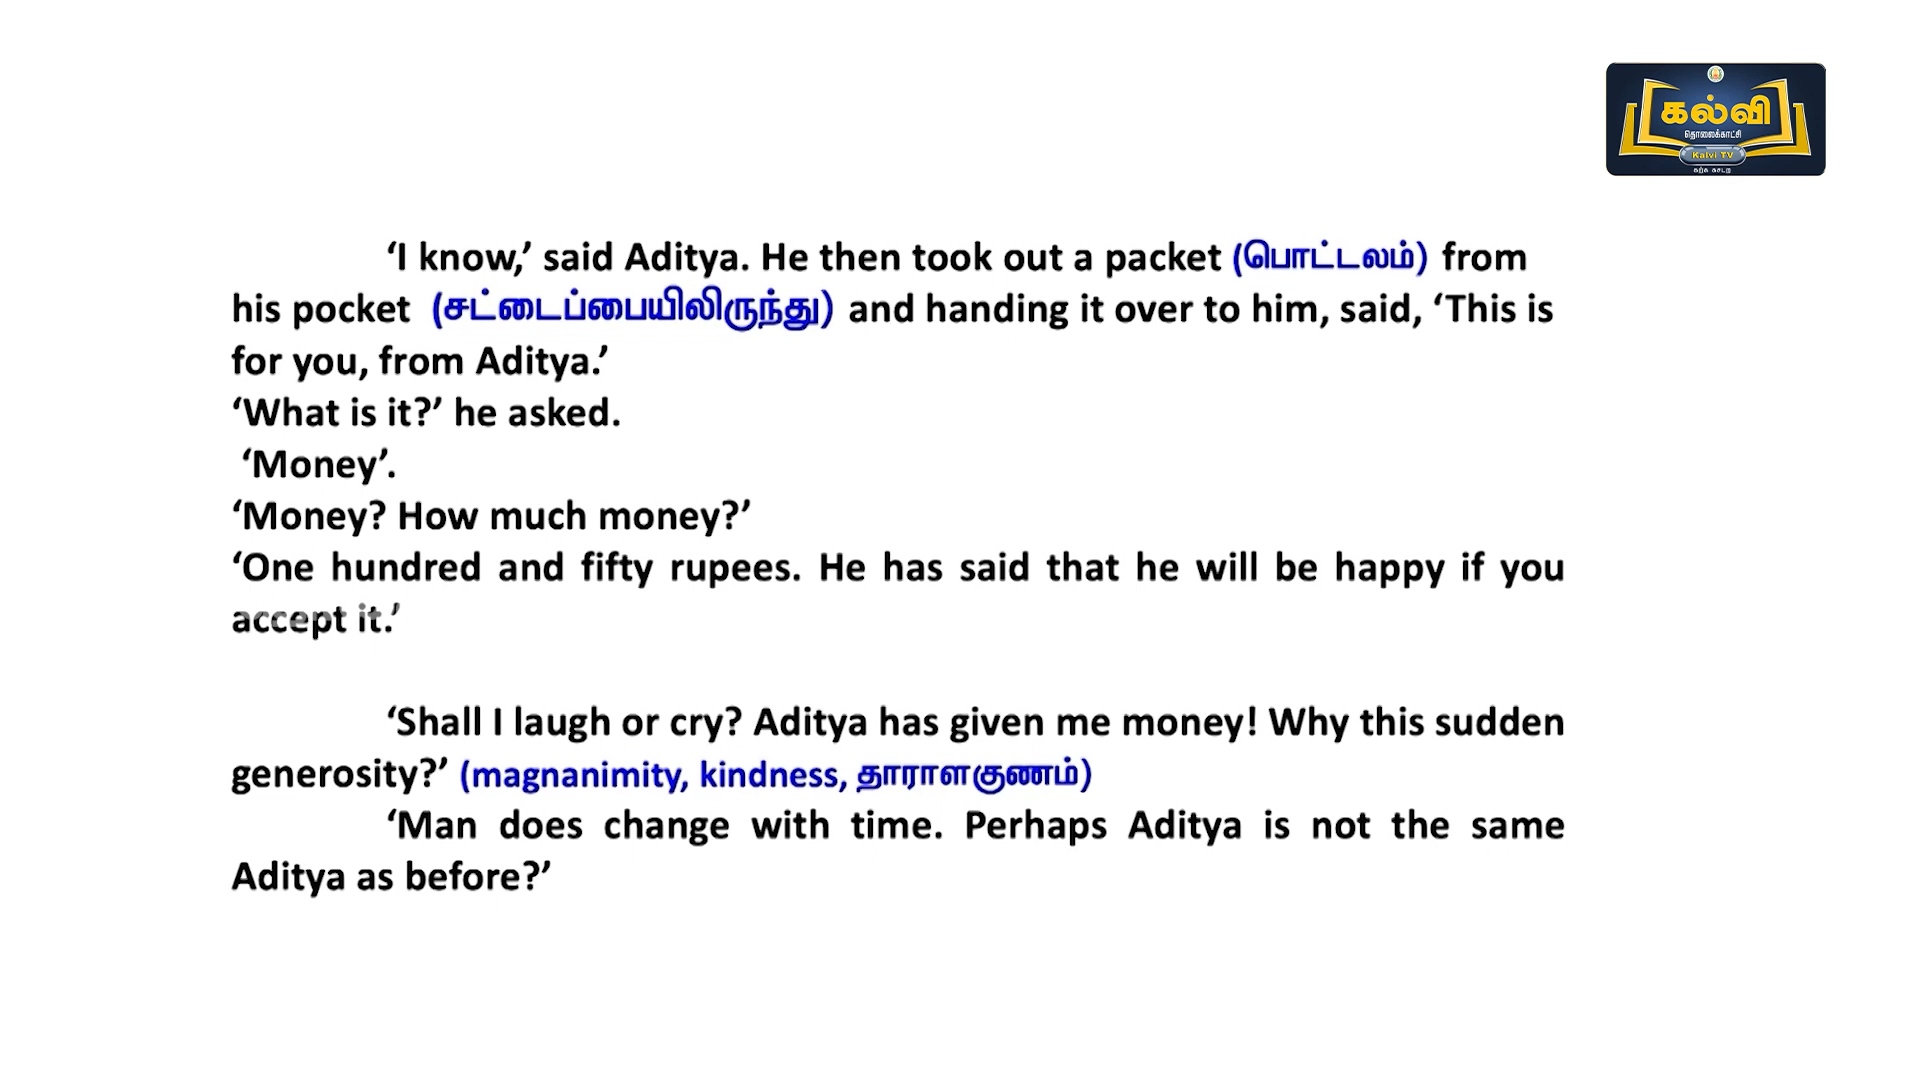 கல்வி
தொலைக்காட்சி
Kalvi TV
கற்க கசடற
‘I know,’ said Aditya. He then took out a packet (பொட்டலம்) from
his pocket (சட்டைப்பையிலிருந்து) and handing it over to him, said, ‘This is
for you, from Aditya.’
‘What is it?’ he asked.
‘Money’.
‘Money? How much money?’
‘One hundred and fifty rupees. He has said that he will be happy if you
accept it.’
‘Shall I laugh or cry? Aditya has given me money! Why this sudden
generosity?’ (magnanimity, kindness, தாராளகுணம்)
‘Man does change with time. Perhaps Aditya is not the same
Aditya as before?’